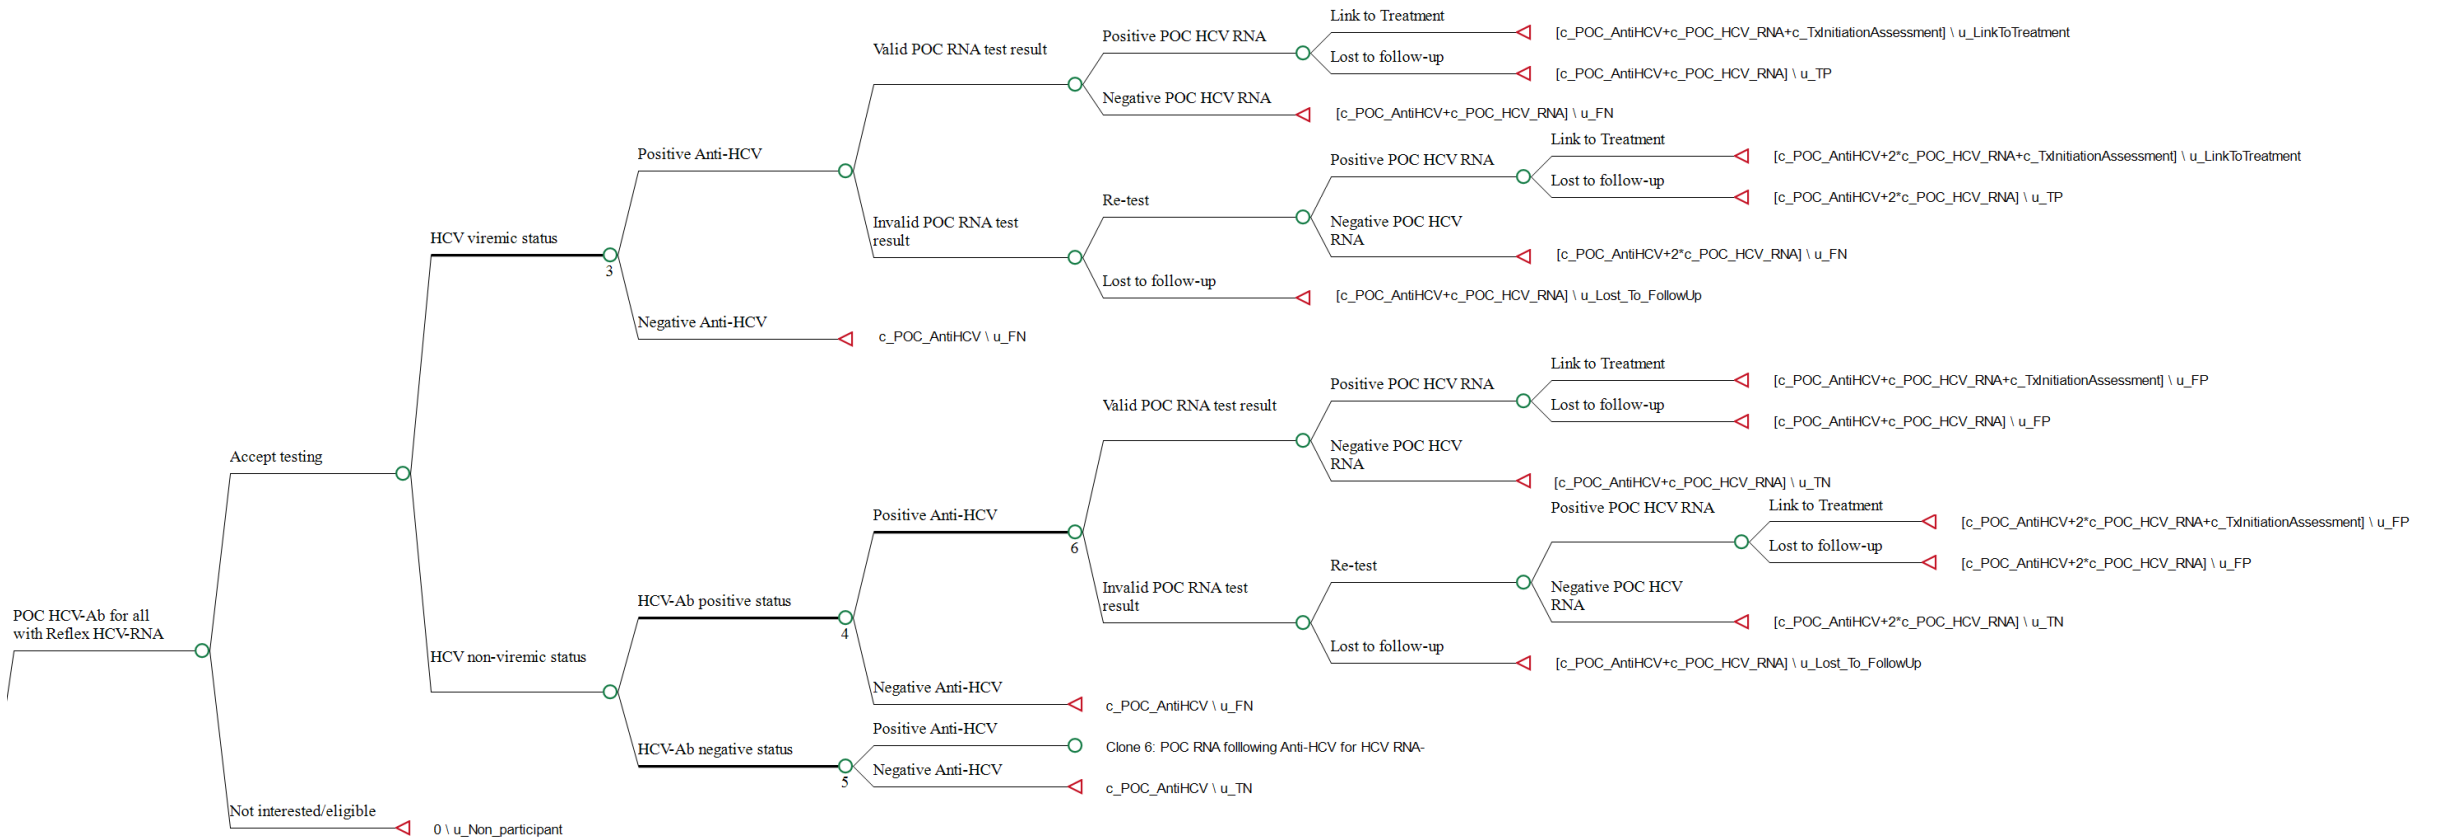 Link to Treatment
[c_POC_AntiHCV+c_POC_HCV_RNA+c_TxInitiationAssessment] \ u_LinkToTreatment
Positive POC HCV RNA
Valid POC RNA test result
Lost to follow-up
[c_POC_AntiHCV+c_POC_HCV_RNA] \ u_TP
Negative POC HCV RNA
[c_POC_AntiHCV+c_POC_HCV_RNA] \ u_FN
Link to Treatment
[c_POC_AntiHCV+2*c_POC_HCV_RNA+c_TxInitiationAssessment] \ u_LinkToTreatment
Positive Anti-HCV
Positive POC HCV RNA
Lost to follow-up
[c_POC_AntiHCV+2*c_POC_HCV_RNA] \ u_TP
Re-test
Invalid POC RNA test
result
Negative POC HCV
RNA
[c_POC_AntiHCV+2*c_POC_HCV_RNA] \ u_FN
HCV viremic status
3
Lost to follow-up
[c_POC_AntiHCV+c_POC_HCV_RNA] \ u_Lost_To_FollowUp
Negative Anti-HCV
c_POC_AntiHCV \ u_FN
Link to Treatment
[c_POC_AntiHCV+c_POC_HCV_RNA+c_TxInitiationAssessment] \ u_FP
Positive POC HCV RNA
Valid POC RNA test result
Lost to follow-up
[c_POC_AntiHCV+c_POC_HCV_RNA] \ u_FP
Negative POC HCV
RNA
Accept testing
[c_POC_AntiHCV+c_POC_HCV_RNA] \ u_TN
Positive POC HCV RNA
Link to Treatment
[c_POC_AntiHCV+2*c_POC_HCV_RNA+c_TxInitiationAssessment] \ u_FP
Positive Anti-HCV
6
Lost to follow-up
[c_POC_AntiHCV+2*c_POC_HCV_RNA] \ u_FP
Re-test
Invalid POC RNA test
result
Negative POC HCV
RNA
HCV-Ab positive status
4
[c_POC_AntiHCV+2*c_POC_HCV_RNA] \ u_TN
POC HCV-Ab for all
with Reflex HCV-RNA
Lost to follow-up
[c_POC_AntiHCV+c_POC_HCV_RNA] \ u_Lost_To_FollowUp
HCV non-viremic status
Negative Anti-HCV
c_POC_AntiHCV \ u_FN
Positive Anti-HCV
Clone 6: POC RNA folllowing Anti-HCV for HCV RNA-
HCV-Ab negative status
5
Negative Anti-HCV
c_POC_AntiHCV \ u_TN
Not interested/eligible
0 \ u_Non_participant